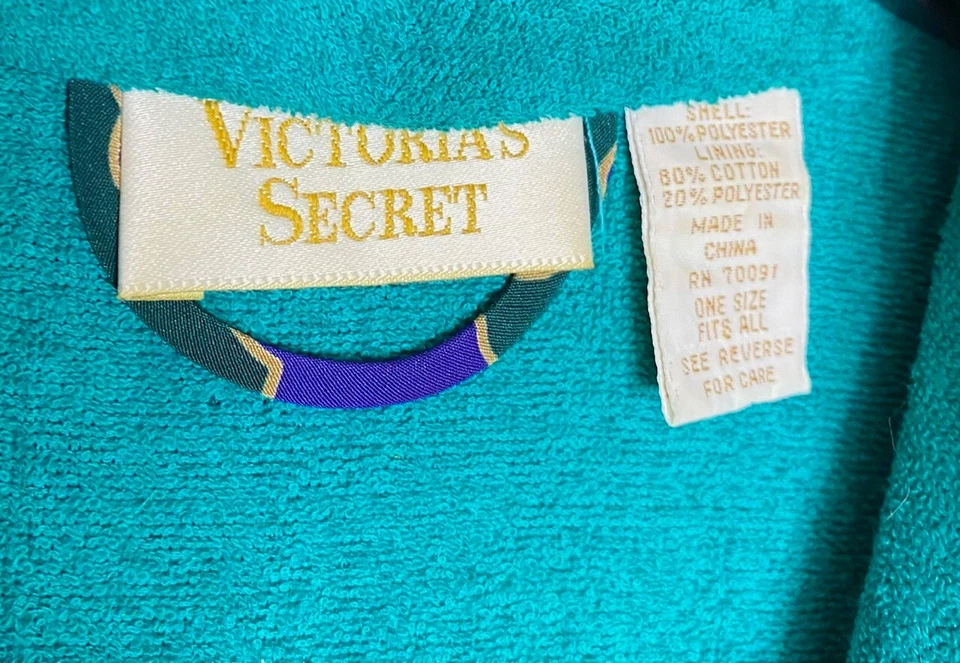 VICTORIA'S
SECRET
SHELL:
100% POLYESTER
LINING:
80% COTTON
20% POLYESTER
MADE IN
CHINA
RN 70091
ONE SIZE
FITS ALL
SEE REVERSE
FOR CARE